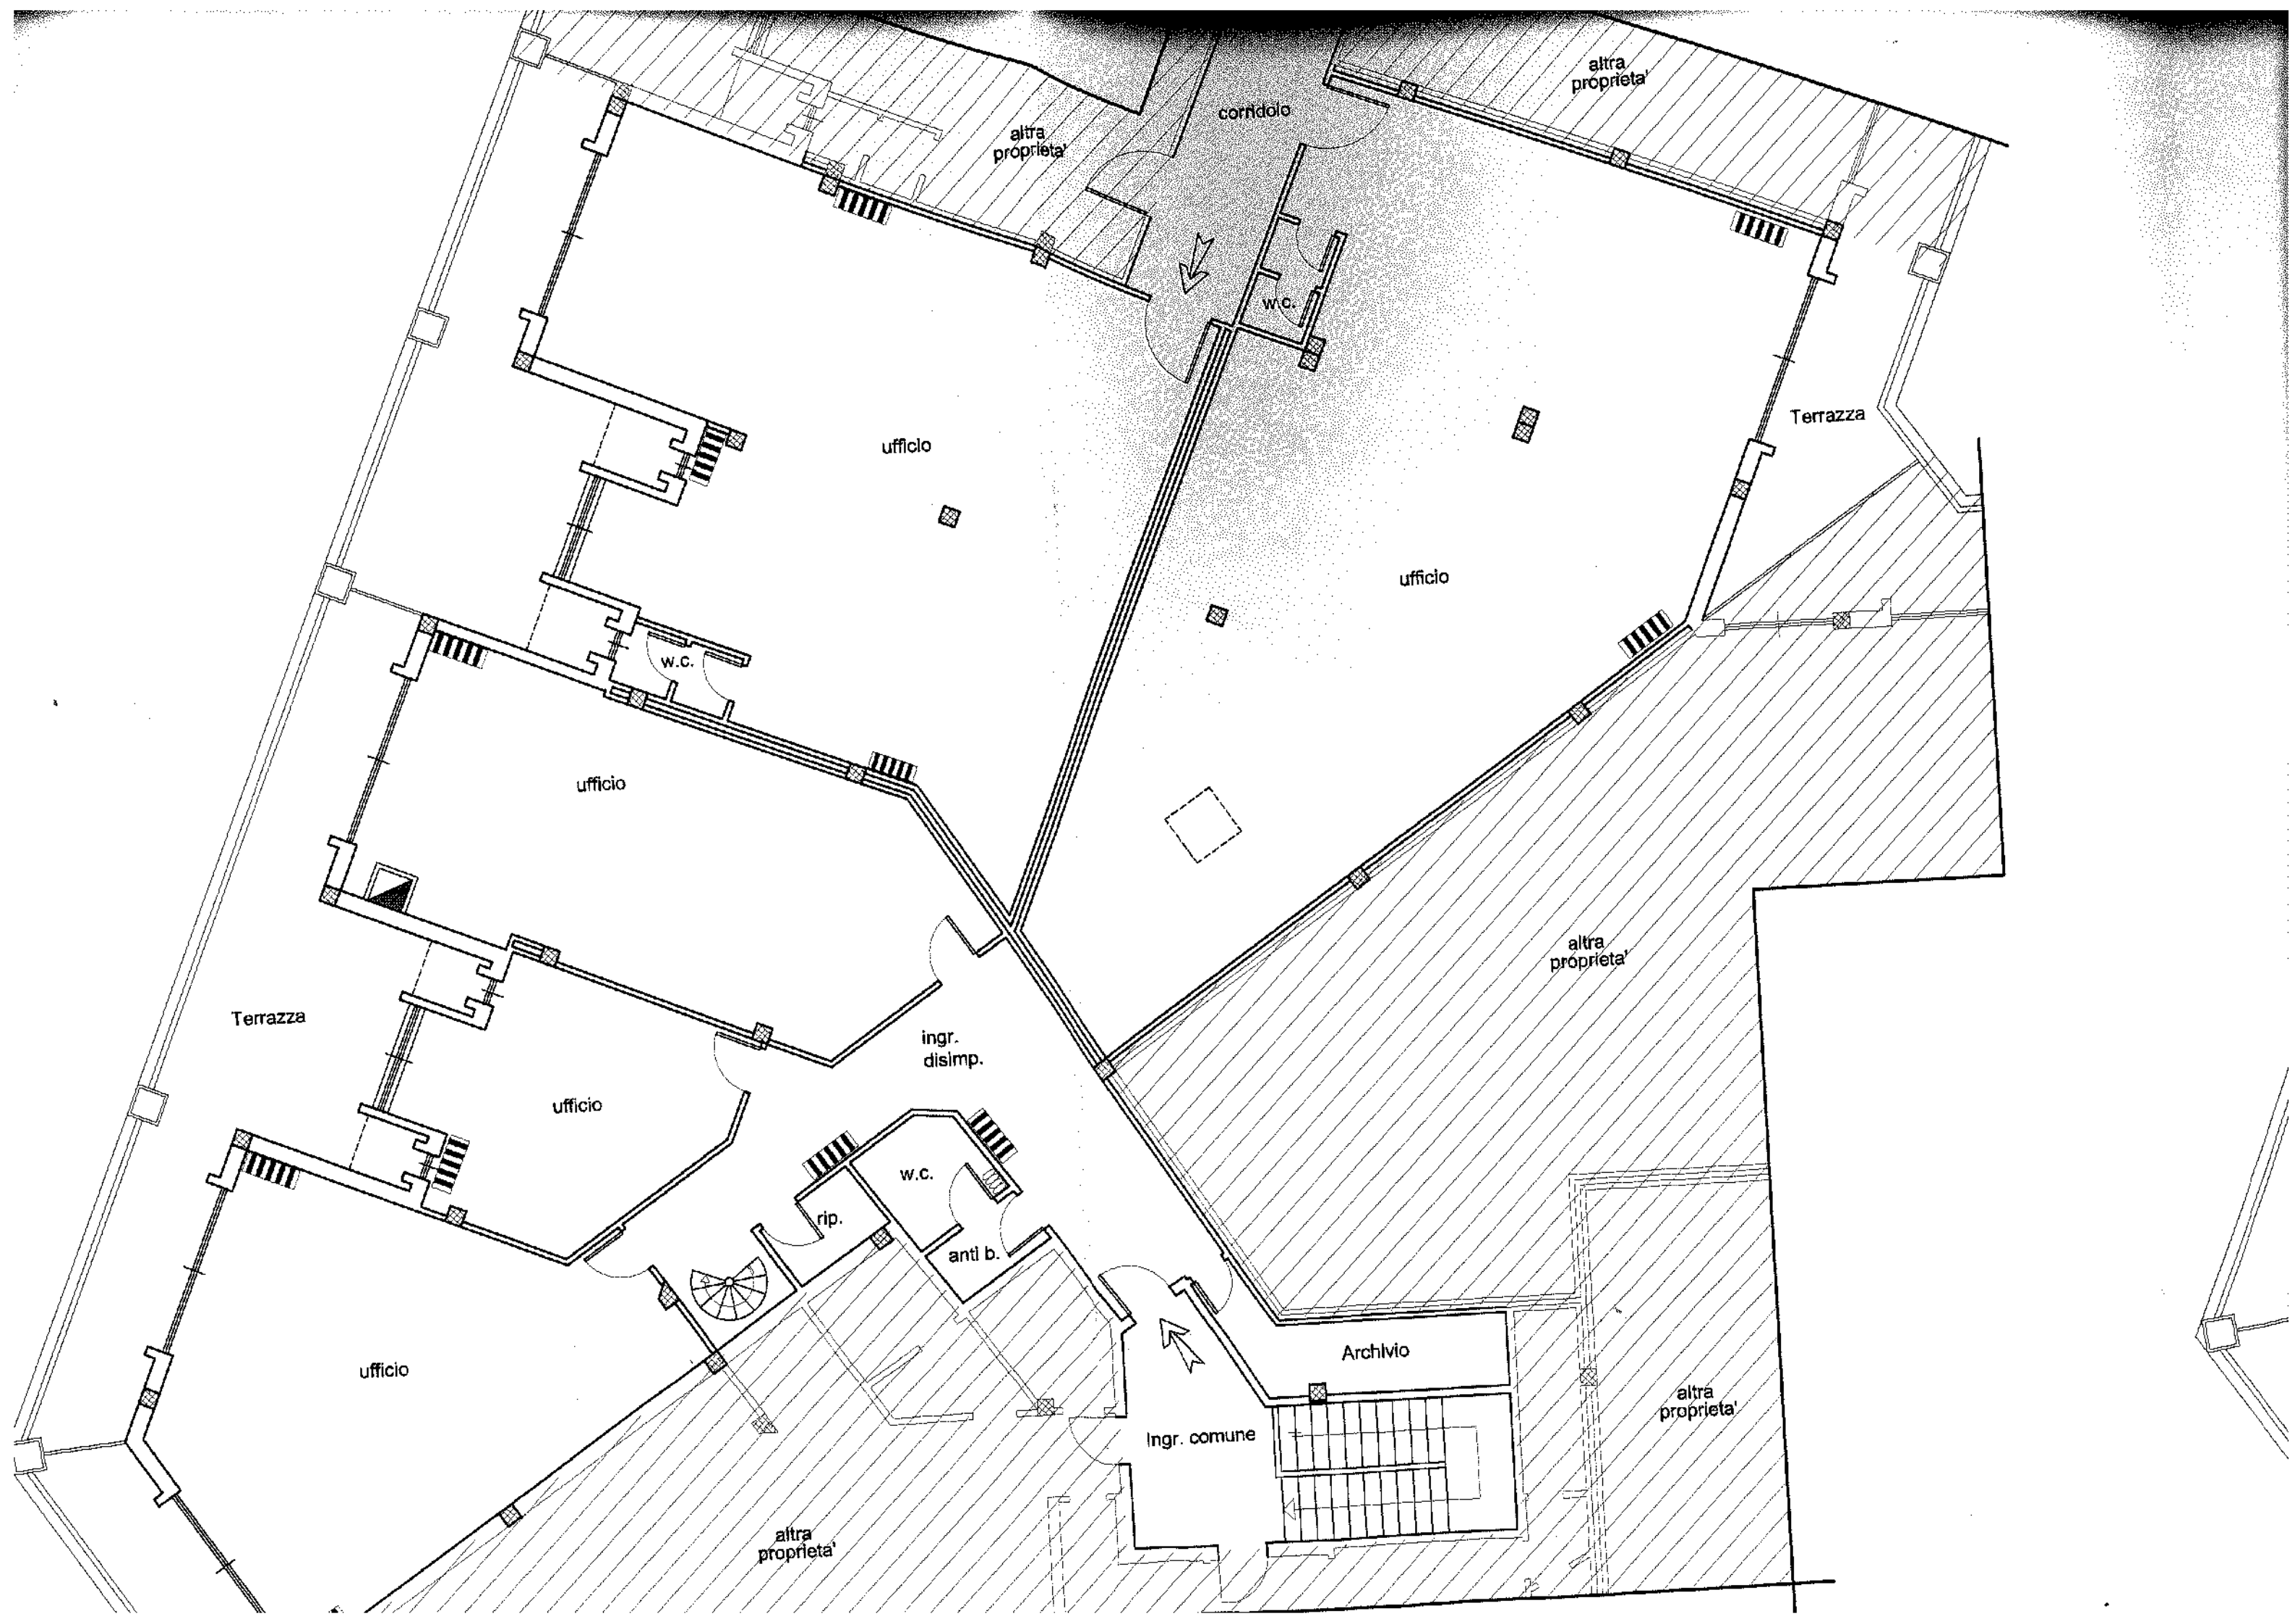 altra
proprieta'
corridoio
altra
proprieta'
w.c.
Terrazza
ufficio
ufficio
w.c.
ufficio
altra
proprieta'
Terrazza
ingr.
disimp.
ufficio
w.c.
rip.
anti b.
Archivio
ufficio
altra
proprieta'
Ingr. comune
altra
proprieta'